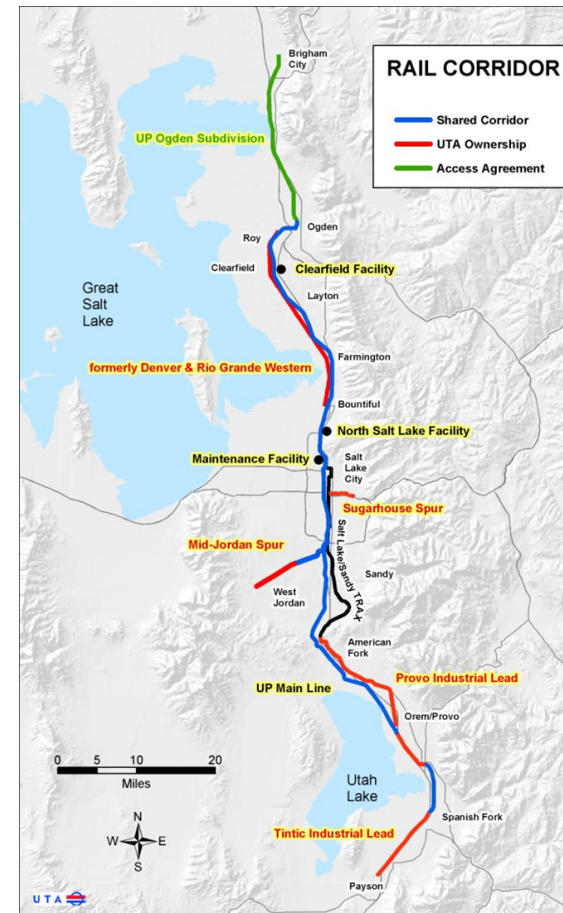 Brigham
City
RAIL CORRIDOR
Shared Corridor
UTA Ownership
Access Agreement
UP Ogden Subdivision
Ogden
Roy
Clearfield
Clearfield Facility
Great
Salt
Lake
Layton
Farmington
formerly Denver & Rio Grande Western
Bountiful
North Salt Lake Facility
Maintenance Facility
Salt
Lake
City
Sugarhouse Spur
Salt Lake/Sandy TRAX
Mid-Jordan Spur
Sandy
West
Jordan
American
Fork
Provo Industrial Lead
UP Main Line
Orem/Provo
0 5 10 20
Miles
Utah
Lake
N
W E
S
Spanish Fork
Tintic Industrial Lead
Payson
UTA